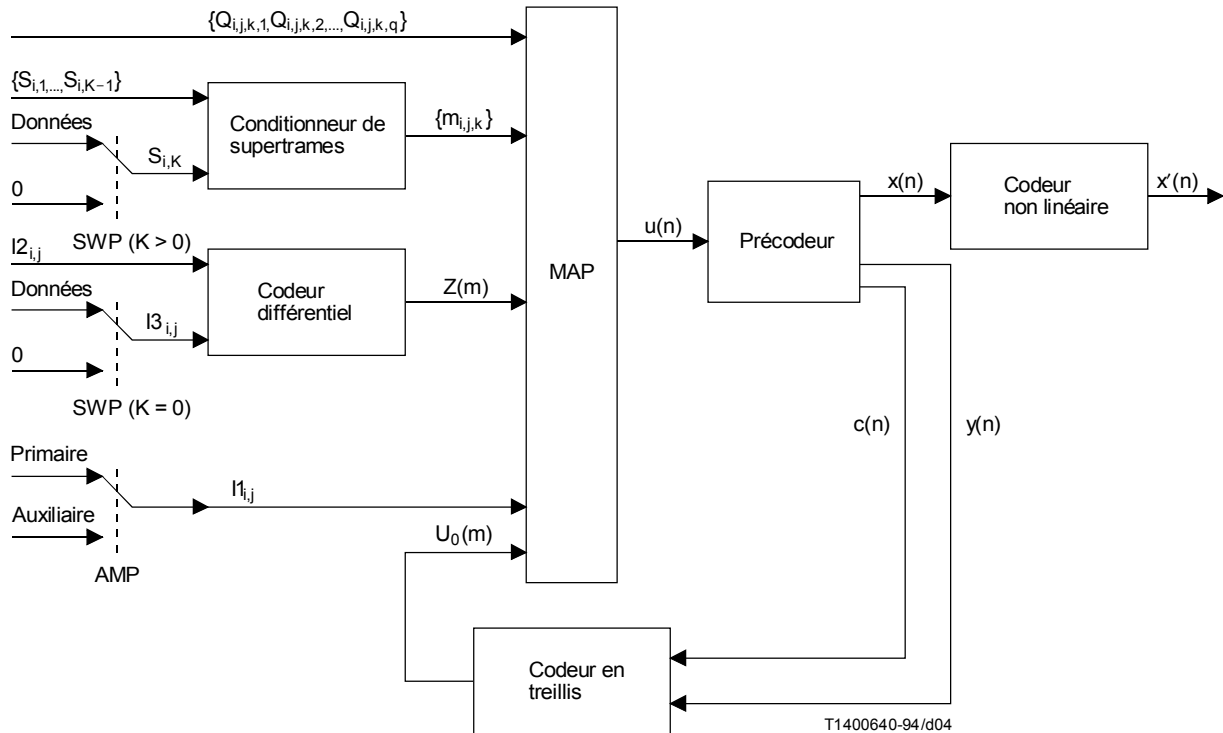 {Q_{i,j,k,1},Q_{i,j,k,2},...,Q_{i,j,k,q}}
{S_{i,1},...,S_{i,K–1}}
Données
S_{i,K}
0
SWP (K > 0)
Conditionneur de
supertrames
{m_{i,j,k}}
I2_{i,j}
Données
I3_{i,j}
0
SWP (K = 0)
Codeur
différentiel
Z(m)
Primaire
Auxiliaire
AMP
I1_{i,j}
U_0(m)
MAP
u(n)
Précodeur
x(n)
Codeur
non linéaire
x′(n)
c(n)
y(n)
Codeur en
treillis
T1400640-94/d04